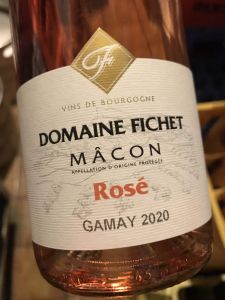 VINS DE BOURGOGNE
DOMAINE FICHET
MÂCON
APPELLATION D'ORIGINE PROTÉGÉE
Rosé
GAMAY 2020